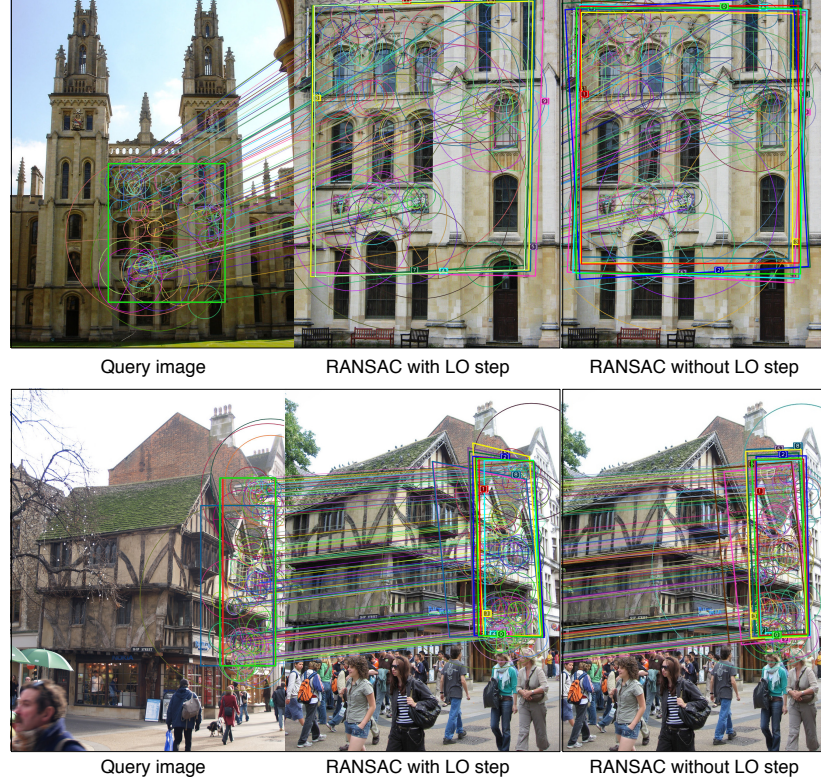 Query image
RANSAC with LO step
RANSAC without LO step
Query image
RANSAC with LO step
RANSAC without LO step